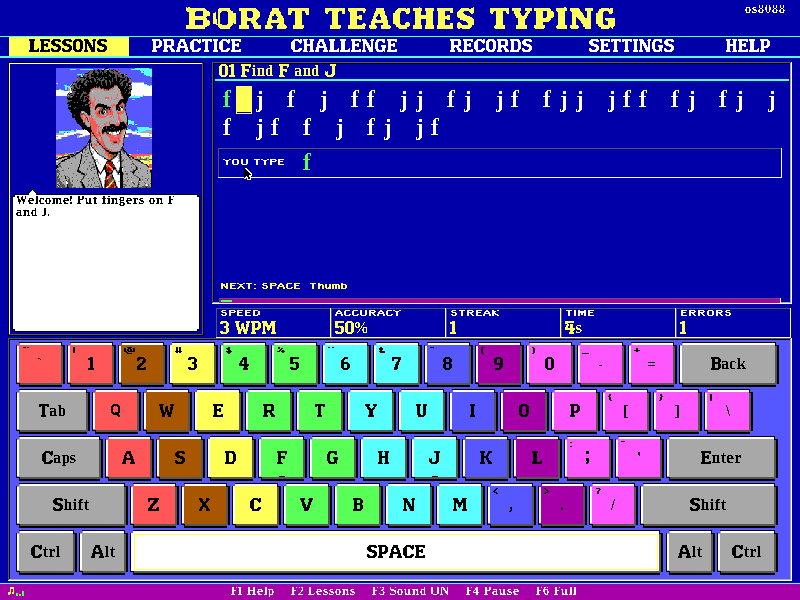 BORAT TEACHES TYPING
os8088
LESSONS PRACTICE CHALLENGE RECORDS SETTINGS HELP
01 Find F and J
f j f j ff jj fj jf fjj jff fj fj j
f jf f j fj jf
YOU TYPE f
Welcome! Put fingers on F
and J.
NEXT: SPACE Thumb
SPEED ACCURACY STREAK TIME ERRORS
3 WPM 50% 1 4s 1
` 1 2 3 4 5 6 7 8 9 0 - = Back
Tab Q W E R T Y U I O P [ ] \
Caps A S D F G H J K L ; ' Enter
Shift Z X C V B N M , . / Shift
Ctrl Alt SPACE Alt Ctrl
F1 Help F2 Lessons F3 Sound ON F4 Pause F6 Full